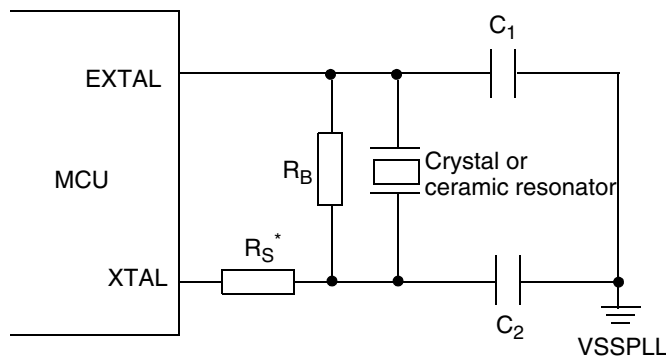 C1
EXTAL
MCU
RB
Crystal or
ceramic resonator
RS*
XTAL
C2
VSSPLL